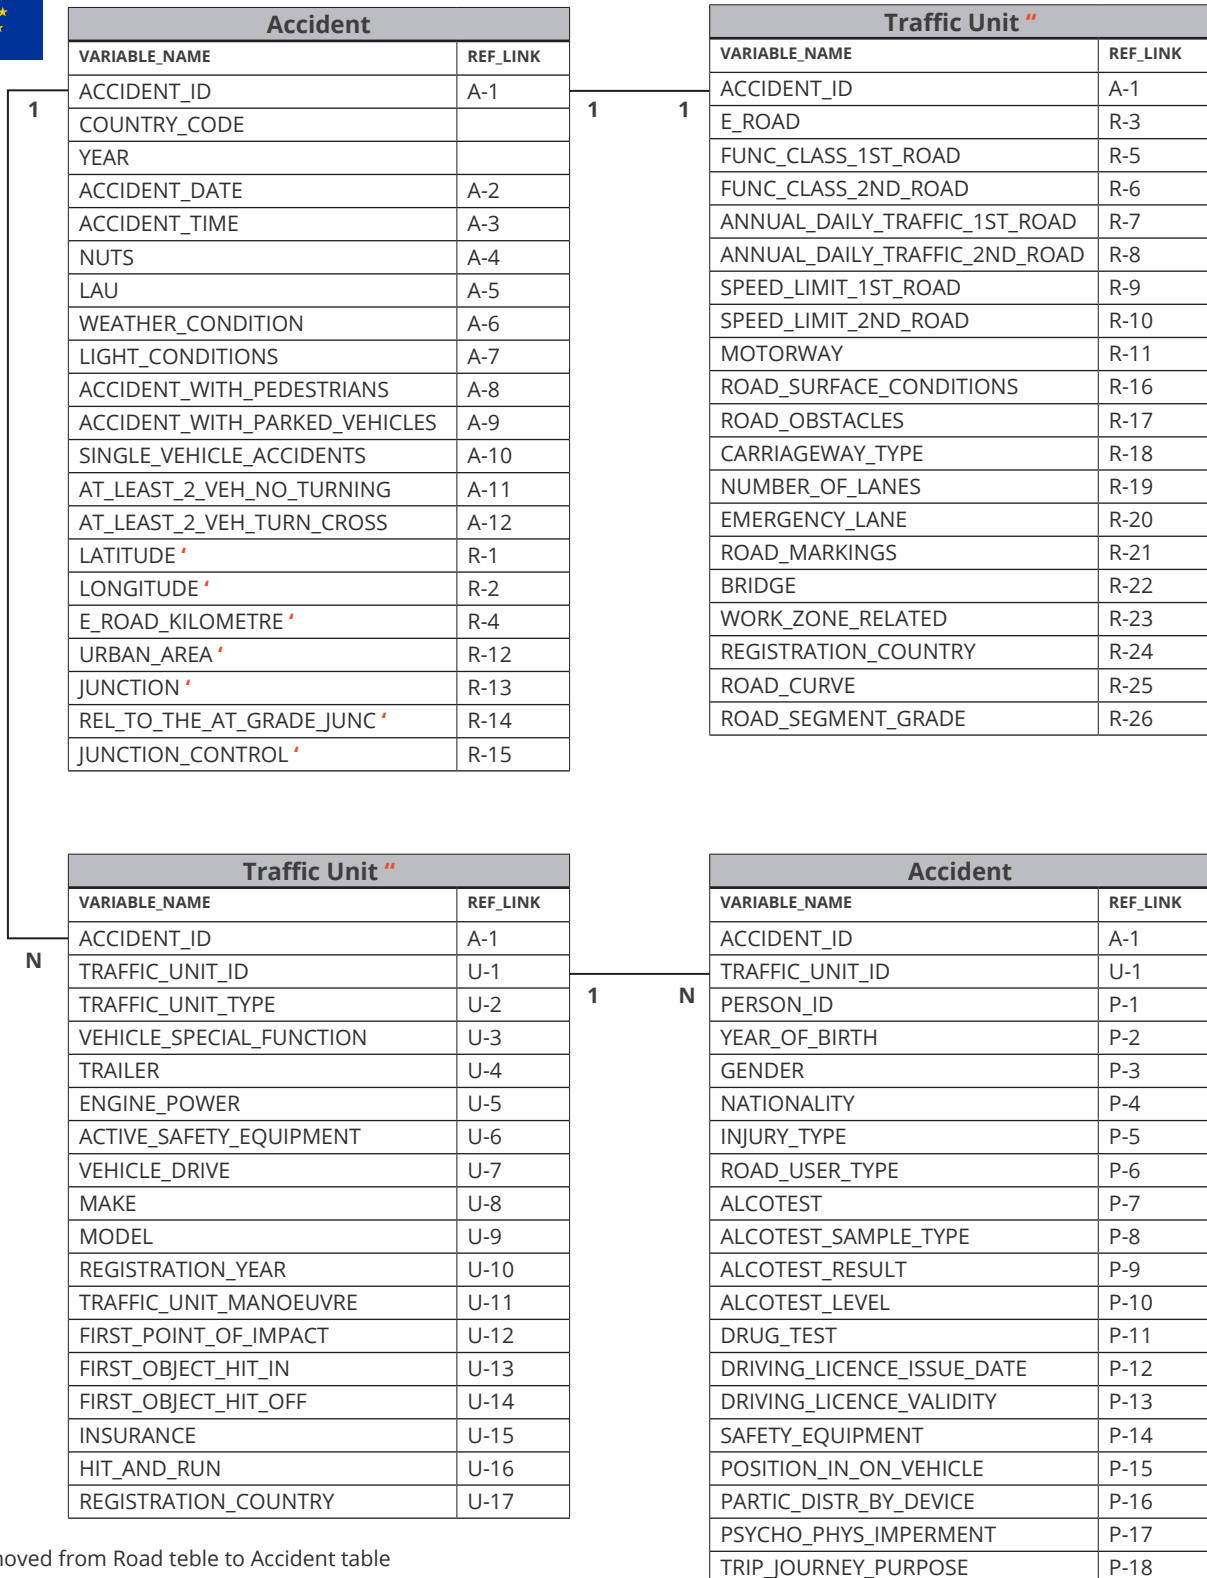 Accident
VARIABLE_NAME REF_LINK
ACCIDENT_ID A-1
COUNTRY_CODE
YEAR
ACCIDENT_DATE A-2
ACCIDENT_TIME A-3
NUTS A-4
LAU A-5
WEATHER_CONDITION A-6
LIGHT_CONDITIONS A-7
ACCIDENT_WITH_PEDESTRIANS A-8
ACCIDENT_WITH_PARKED_VEHICLES A-9
SINGLE_VEHICLE_ACCIDENTS A-10
AT_LEAST_2_VEH_NO_TURNING A-11
AT_LEAST_2_VEH_TURN_CROSS A-12
LATITUDE ‘ R-1
LONGITUDE ‘ R-2
E_ROAD_KILOMETRE ‘ R-4
URBAN_AREA ‘ R-12
JUNCTION ‘ R-13
REL_TO_THE_AT_GRADE_JUNC ‘ R-14
JUNCTION_CONTROL ‘ R-15
1
1 1
Traffic Unit “
VARIABLE_NAME REF_LINK
ACCIDENT_ID A-1
E_ROAD R-3
FUNC_CLASS_1ST_ROAD R-5
FUNC_CLASS_2ND_ROAD R-6
ANNUAL_DAILY_TRAFFIC_1ST_ROAD R-7
ANNUAL_DAILY_TRAFFIC_2ND_ROAD R-8
SPEED_LIMIT_1ST_ROAD R-9
SPEED_LIMIT_2ND_ROAD R-10
MOTORWAY R-11
ROAD_SURFACE_CONDITIONS R-16
ROAD_OBSTACLES R-17
CARRIAGEWAY_TYPE R-18
NUMBER_OF_LANES R-19
EMERGENCY_LANE R-20
ROAD_MARKINGS R-21
BRIDGE R-22
WORK_ZONE_RELATED R-23
REGISTRATION_COUNTRY R-24
ROAD_CURVE R-25
ROAD_SEGMENT_GRADE R-26
Traffic Unit “
VARIABLE_NAME REF_LINK
ACCIDENT_ID A-1
TRAFFIC_UNIT_ID U-1
TRAFFIC_UNIT_TYPE U-2
VEHICLE_SPECIAL_FUNCTION U-3
TRAILER U-4
ENGINE_POWER U-5
ACTIVE_SAFETY_EQUIPMENT U-6
VEHICLE_DRIVE U-7
MAKE U-8
MODEL U-9
REGISTRATION_YEAR U-10
TRAFFIC_UNIT_MANOEUVRE U-11
FIRST_POINT_OF_IMPACT U-12
FIRST_OBJECT_HIT_IN U-13
FIRST_OBJECT_HIT_OFF U-14
INSURANCE U-15
HIT_AND_RUN U-16
REGISTRATION_COUNTRY U-17
N
1 N
Accident
VARIABLE_NAME REF_LINK
ACCIDENT_ID A-1
TRAFFIC_UNIT_ID U-1
PERSON_ID P-1
YEAR_OF_BIRTH P-2
GENDER P-3
NATIONALITY P-4
INJURY_TYPE P-5
ROAD_USER_TYPE P-6
ALCOTEST P-7
ALCOTEST_SAMPLE_TYPE P-8
ALCOTEST_RESULT P-9
ALCOTEST_LEVEL P-10
DRUG_TEST P-11
DRIVING_LICENCE_ISSUE_DATE P-12
DRIVING_LICENCE_VALIDITY P-13
SAFETY_EQUIPMENT P-14
POSITION_IN_ON_VEHICLE P-15
PARTIC_DISTR_BY_DEVICE P-16
PSYCHO_PHYS_IMPERMENT P-17
TRIP_JOURNEY_PURPOSE P-18
moved from Road teble to Accident table